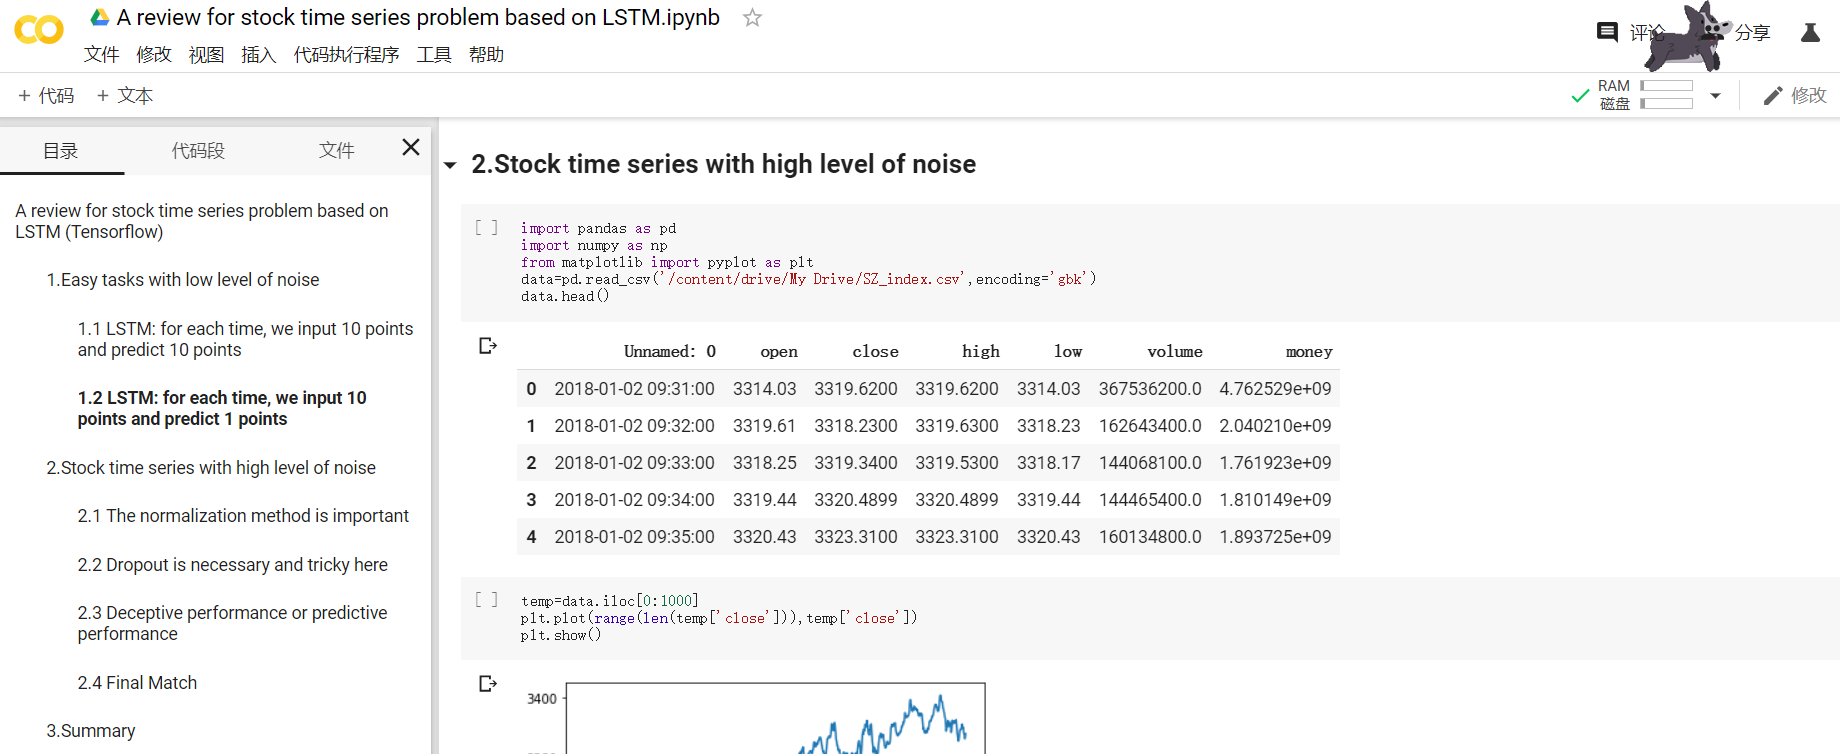 A review for stock time series problem based on LSTM.ipynb
文件 修改 视图 插入 代码执行程序 工具 帮助
评论 分享
+ 代码 + 文本
RAM
磁盘
修改
目录 代码段 文件
A review for stock time series problem based on
LSTM (Tensorflow)
1.Easy tasks with low level of noise
1.1 LSTM: for each time, we input 10 points
and predict 10 points
1.2 LSTM: for each time, we input 10
points and predict 1 points
2.Stock time series with high level of noise
2.1 The normalization method is important
2.2 Dropout is necessary and tricky here
2.3 Deceptive performance or predictive
performance
2.4 Final Match
3.Summary
2.Stock time series with high level of noise
[ ] import pandas as pd
import numpy as np
from matplotlib import pyplot as plt
data=pd.read_csv('/content/drive/My Drive/SZ_index.csv',encoding='gbk')
data.head()
Unnamed: 0 open close high low volume money
0 2018-01-02 09:31:00 3314.03 3319.6200 3319.6200 3314.03 367536200.0 4.762529e+09
1 2018-01-02 09:32:00 3319.61 3318.2300 3319.6300 3318.23 162643400.0 2.040210e+09
2 2018-01-02 09:33:00 3318.25 3319.3400 3319.5300 3318.17 144068100.0 1.761923e+09
3 2018-01-02 09:34:00 3319.44 3320.4899 3320.4899 3319.44 144465400.0 1.810149e+09
4 2018-01-02 09:35:00 3320.43 3323.3100 3323.3100 3320.43 160134800.0 1.893725e+09
[ ] temp=data.iloc[0:1000]
plt.plot(range(len(temp['close'])),temp['close'])
plt.show()
3400